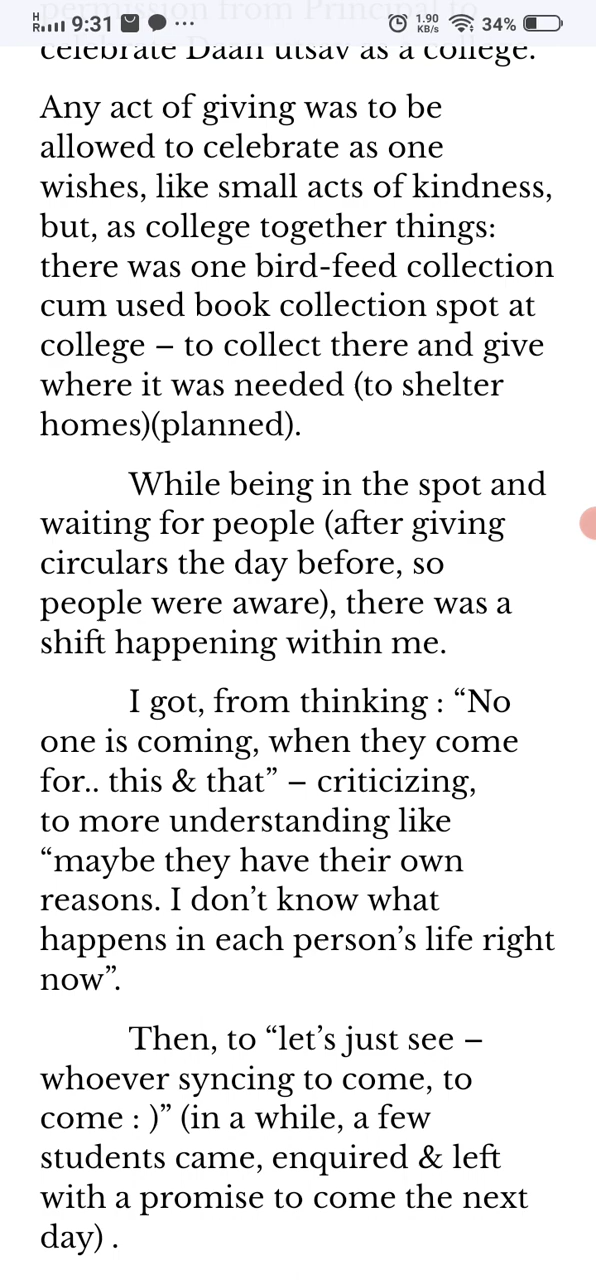 permission from Principal to
H
R 9:31 ... 1.90 KB/s 34%
celebrate Daan utsav as a college.
Any act of giving was to be
allowed to celebrate as one
wishes, like small acts of kindness,
but, as college together things:
there was one bird-feed collection
cum used book collection spot at
college – to collect there and give
where it was needed (to shelter
homes)(planned).
While being in the spot and
waiting for people (after giving
circulars the day before, so
people were aware), there was a
shift happening within me.
I got, from thinking : “No
one is coming, when they come
for.. this & that” – criticizing,
to more understanding like
“maybe they have their own
reasons. I don’t know what
happens in each person’s life right
now”.
Then, to “let’s just see –
whoever syncing to come, to
come : )” (in a while, a few
students came, enquired & left
with a promise to come the next
day) .